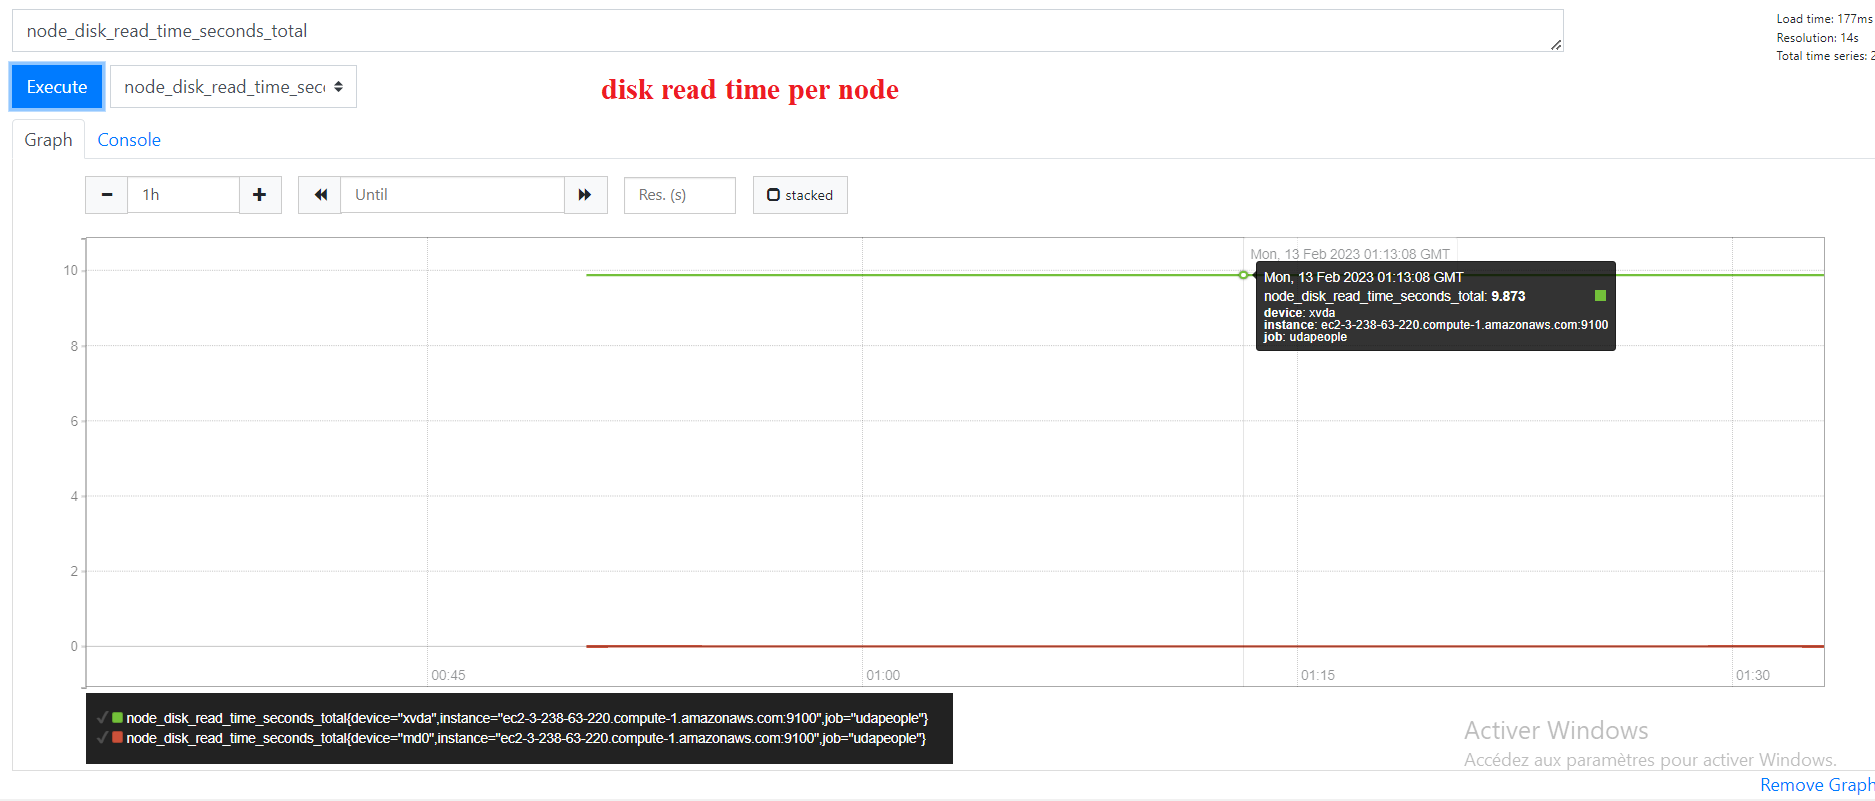 node_disk_read_time_seconds_total
Load time: 177ms
Resolution: 14s
Total time series: 2
Execute
node_disk_read_time_sec
disk read time per node
Graph
Console
1h
Until
Res. (s)
stacked
Mon, 13 Feb 2023 01:13:08 GMT
Mon, 13 Feb 2023 01:13:08 GMT
node_disk_read_time_seconds_total: 9.873
device: xvda
instance: ec2-3-238-63-220.compute-1.amazonaws.com:9100
job: udapeople
10
8
6
4
2
0
00:45
01:00
01:15
01:30
node_disk_read_time_seconds_total{device="xvda",instance="ec2-3-238-63-220.compute-1.amazonaws.com:9100",job="udapeople"}
node_disk_read_time_seconds_total{device="md0",instance="ec2-3-238-63-220.compute-1.amazonaws.com:9100",job="udapeople"}
Activer Windows
Accédez aux paramètres pour activer Windows.
Remove Graph